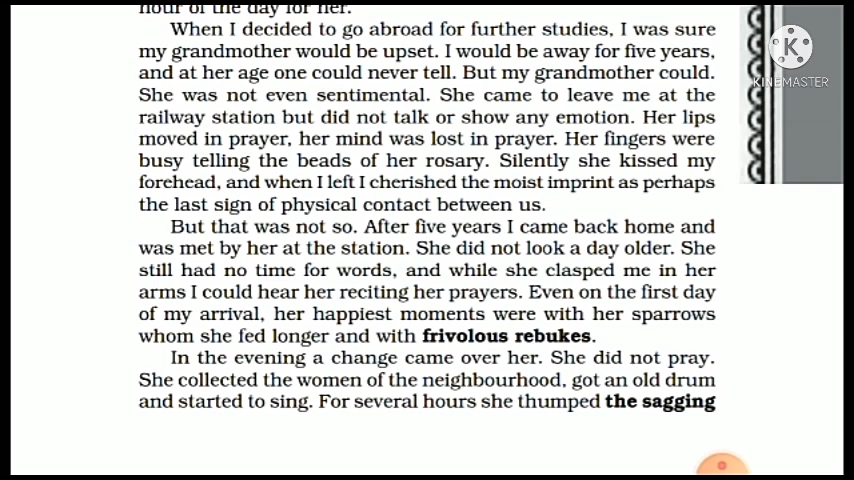 hour of the day for her.
When I decided to go abroad for further studies, I was sure
my grandmother would be upset. I would be away for five years,
and at her age one could never tell. But my grandmother could.
She was not even sentimental. She came to leave me at the
railway station but did not talk or show any emotion. Her lips
moved in prayer, her mind was lost in prayer. Her fingers were
busy telling the beads of her rosary. Silently she kissed my
forehead, and when I left I cherished the moist imprint as perhaps
the last sign of physical contact between us.
But that was not so. After five years I came back home and
was met by her at the station. She did not look a day older. She
still had no time for words, and while she clasped me in her
arms I could hear her reciting her prayers. Even on the first day
of my arrival, her happiest moments were with her sparrows
whom she fed longer and with frivolous rebukes.
In the evening a change came over her. She did not pray.
She collected the women of the neighbourhood, got an old drum
and started to sing. For several hours she thumped the sagging
K
KINEMASTER